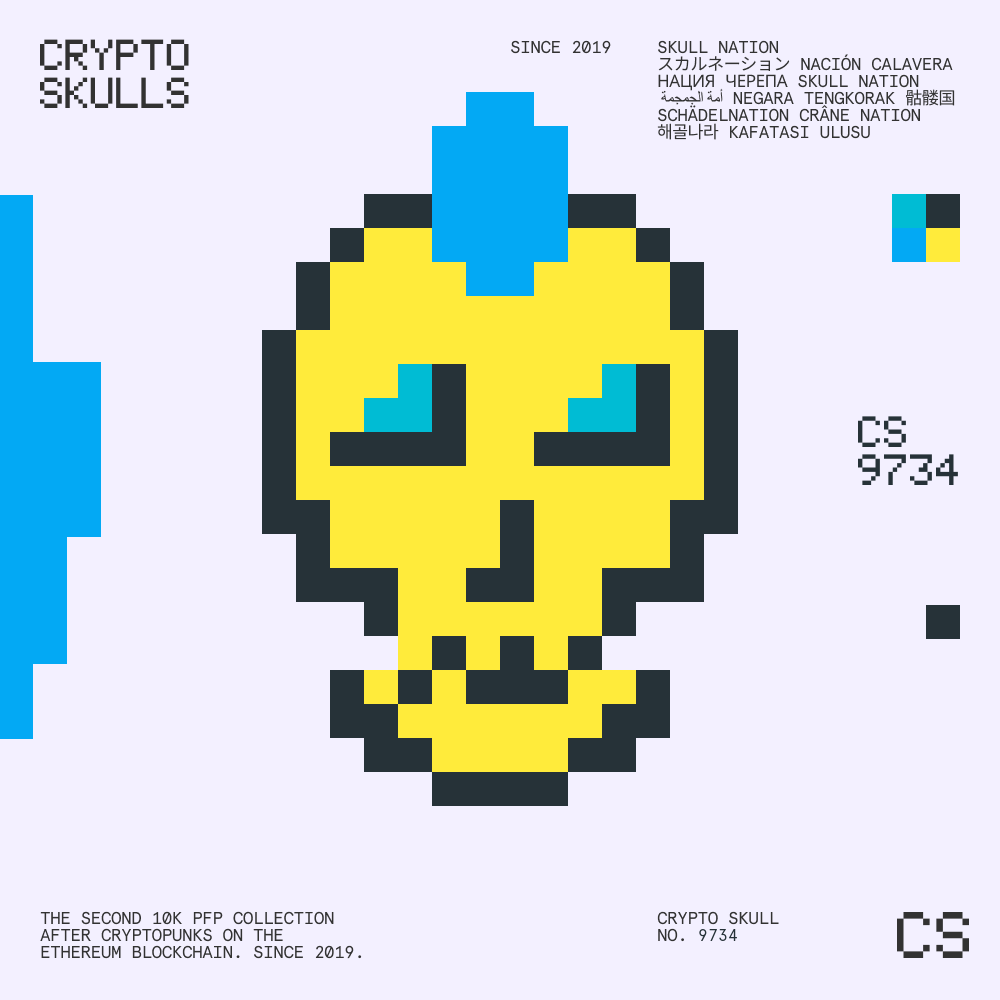 CRYPTO
SKULLS
SINCE 2019
SKULL NATION
スカルネーション NACIÓN CALAVERA
НАЦИЯ ЧЕРЕПА SKULL NATION
أمة الجمجمة NEGARA TENGKORAK 骷髅国
SCHÄDELNATION CRÂNE NATION
해골나라 KAFATASI ULUSU
CS
9734
THE SECOND 10K PFP COLLECTION
AFTER CRYPTOPUNKS ON THE
ETHEREUM BLOCKCHAIN. SINCE 2019.
CRYPTO SKULL
NO. 9734
CS